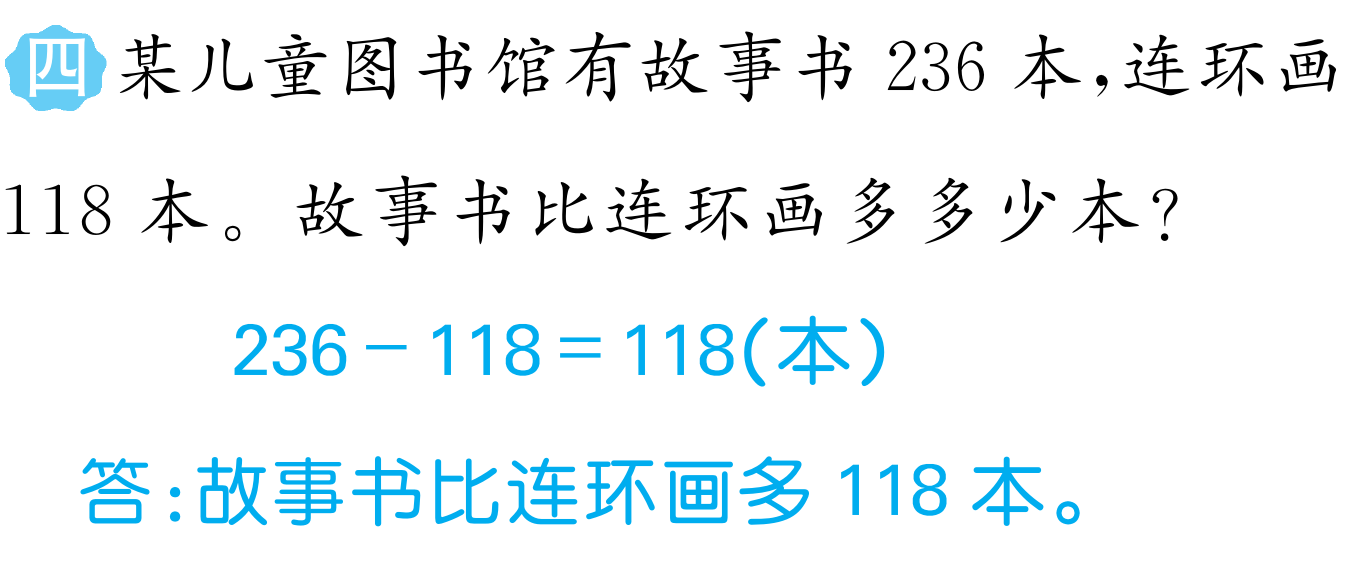 四 某儿童图书馆有故事书 236 本,连环画
118 本。故事书比连环画多多少本?
236－118＝118(本)
答:故事书比连环画多 118 本。